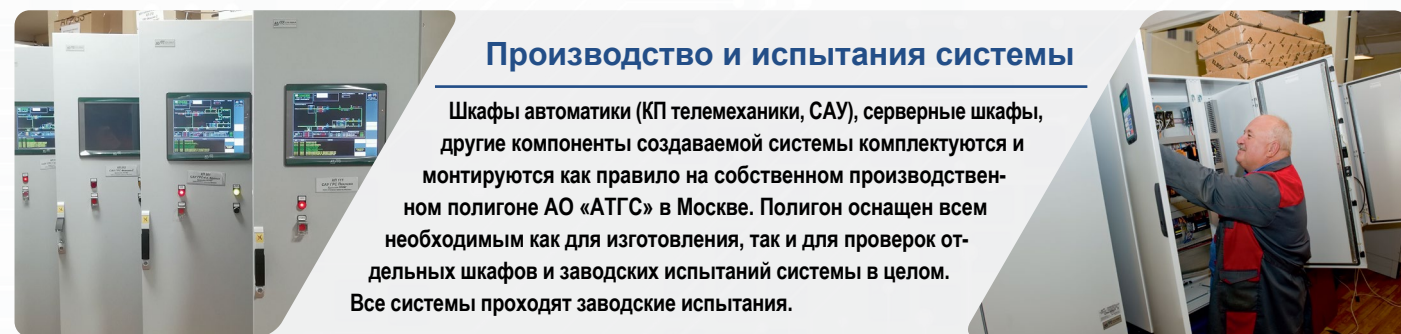 Производство и испытания системы
Шкафы автоматики (КП телемеханики, САУ), серверные шкафы,
другие компоненты создаваемой системы комплектуются и
монтируются как правило на собственном производствен-
ном полигоне АО «АТГС» в Москве. Полигон оснащен всем
необходимым как для изготовления, так и для проверок от-
дельных шкафов и заводских испытаний системы в целом.
Все системы проходят заводские испытания.